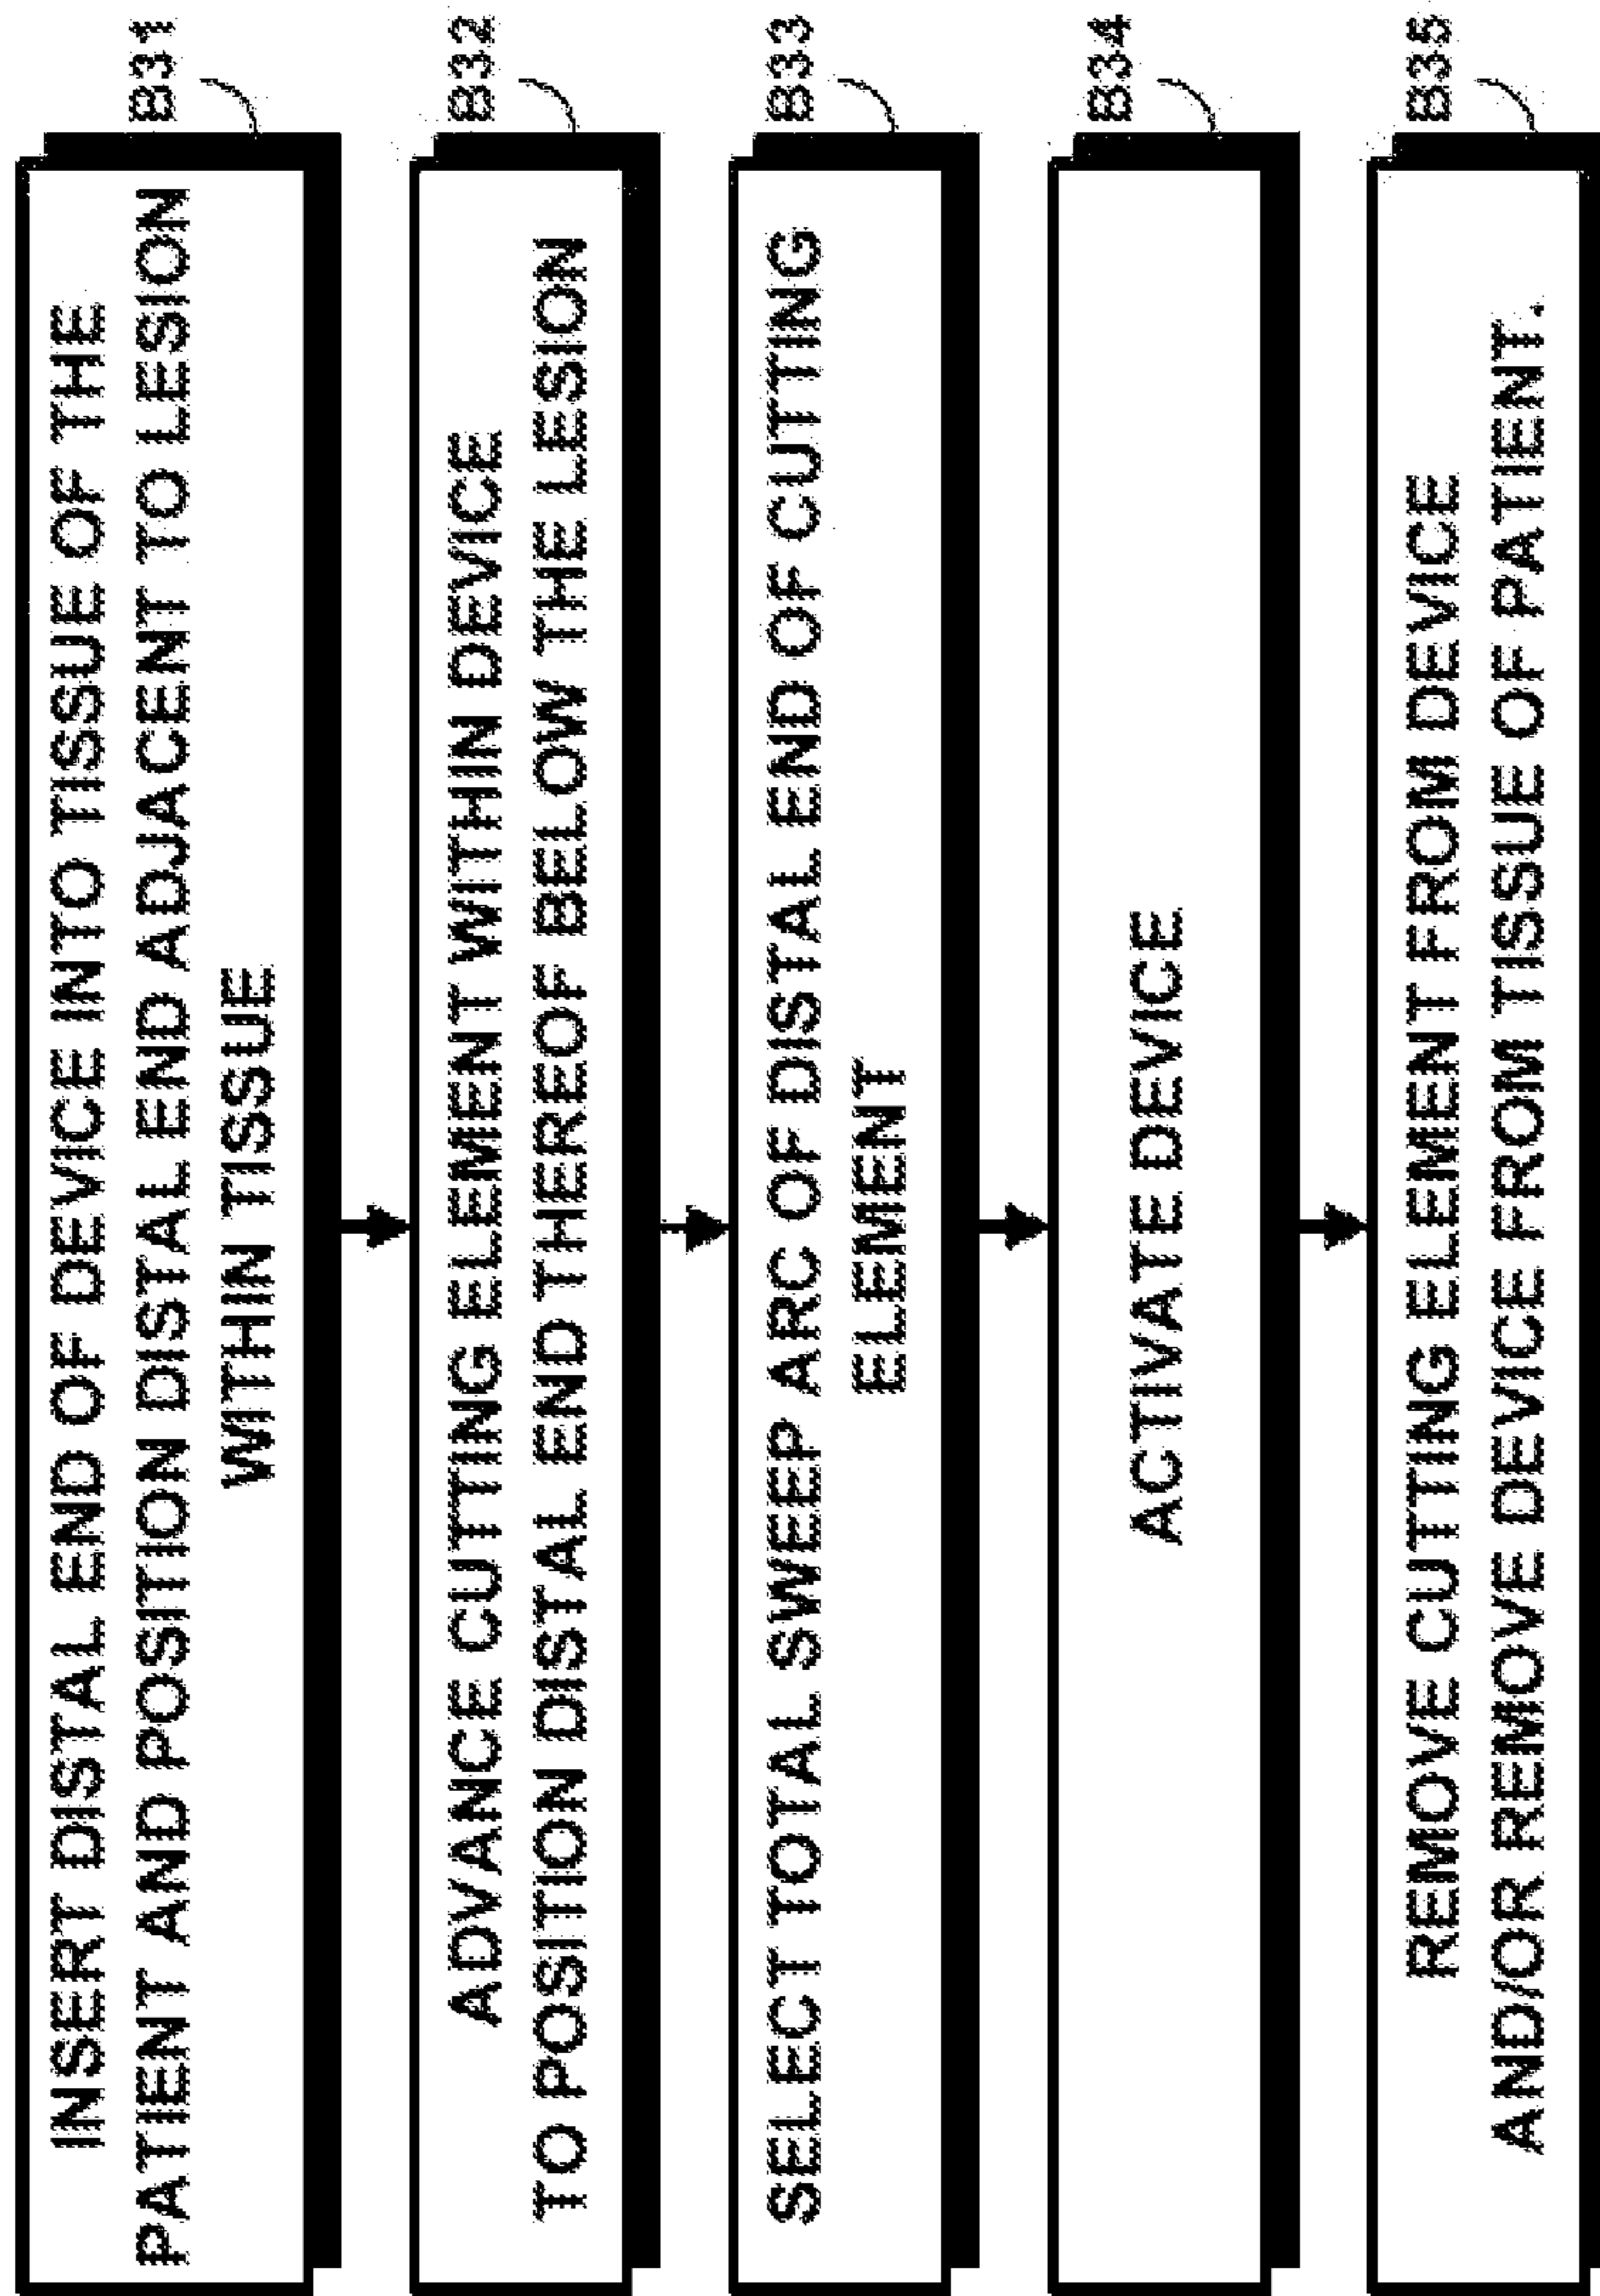 B31
INSERT DISTAL END OF DEVICE INTO TISSUE OF THE
PATIENT AND POSITION DISTAL END ADJACENT TO LESION
WITHIN TISSUE
B32
ADVANCE CUTTING ELEMENT WITHIN DEVICE
TO POSITION DISTAL END THEREOF BELOW THE LESION
B33
SELECT TOTAL SWEEP ARC OF DISTAL END OF CUTTING
ELEMENT
B34
ACTIVATE DEVICE
B35
REMOVE CUTTING ELEMENT FROM DEVICE
AND/OR REMOVE DEVICE FROM TISSUE OF PATIENT.